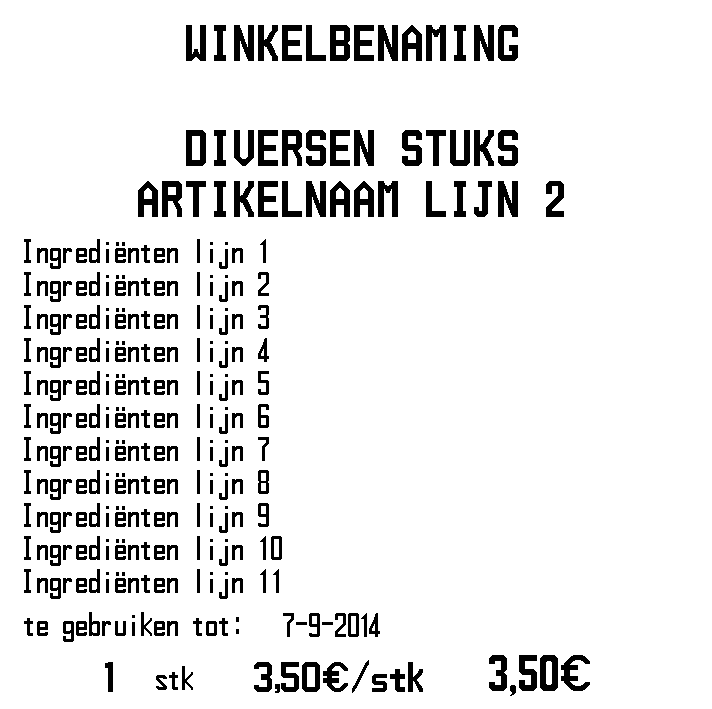 WINKELBENAMING
DIVERSEN STUKS
ARTIKELNAAM LIJN 2
Ingrediënten lijn 1
Ingrediënten lijn 2
Ingrediënten lijn 3
Ingrediënten lijn 4
Ingrediënten lijn 5
Ingrediënten lijn 6
Ingrediënten lijn 7
Ingrediënten lijn 8
Ingrediënten lijn 9
Ingrediënten lijn 10
Ingrediënten lijn 11
te gebruiken tot: 7-9-2014
1 stk 3,50€/stk 3,50€